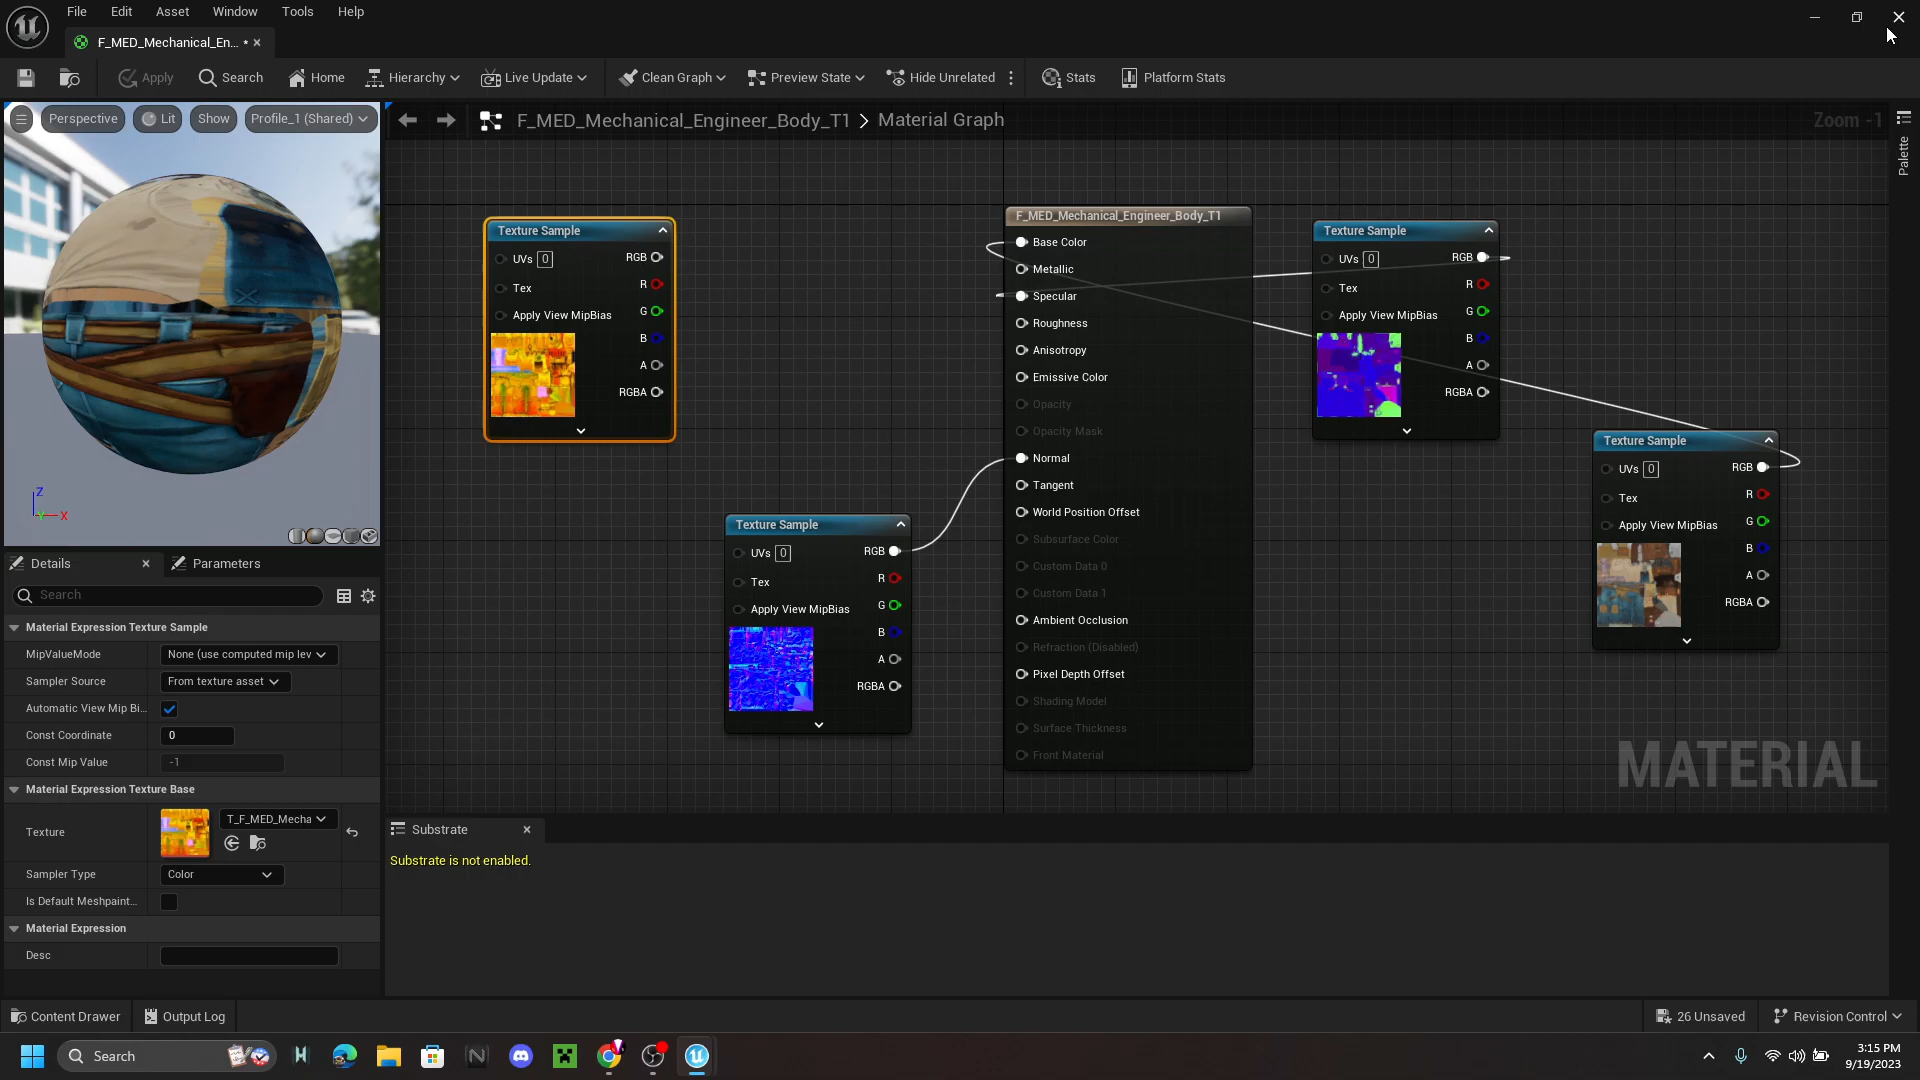 File Edit Asset Window Tools Help
F_MED_Mechanical_En... •
Apply Search Home Hierarchy Live Update Clean Graph Preview State Hide Unrelated Stats Platform Stats
Perspective Lit Show Profile_1 (Shared)
F_MED_Mechanical_Engineer_Body_T1 > Material Graph
Zoom -1
Palette
Z
Y X
Texture Sample
UVs 0 RGB
R
Tex
G
Apply View MipBias
B
A
RGBA
Texture Sample
UVs 0 RGB
R
Tex
G
Apply View MipBias
B
A
RGBA
F_MED_Mechanical_Engineer_Body_T1
Base Color
Metallic
Specular
Roughness
Anisotropy
Emissive Color
Opacity
Opacity Mask
Normal
Tangent
World Position Offset
Subsurface Color
Custom Data 0
Custom Data 1
Ambient Occlusion
Refraction (Disabled)
Pixel Depth Offset
Shading Model
Surface Thickness
Front Material
Texture Sample
UVs 0 RGB
R
Tex
G
Apply View MipBias
B
A
RGBA
Texture Sample
UVs 0 RGB
R
Tex
G
Apply View MipBias
B
A
RGBA
MATERIAL
Details Parameters
Search
Material Expression Texture Sample
MipValueMode None (use computed mip lev
Sampler Source From texture asset
Automatic View Mip Bi...
Const Coordinate 0
Const Mip Value -1
Material Expression Texture Base
Texture T_F_MED_Mecha
Sampler Type Color
Is Default Meshpaint...
Material Expression
Desc
Substrate
Substrate is not enabled.
Content Drawer Output Log 26 Unsaved Revision Control
Search
3:15 PM
9/19/2023